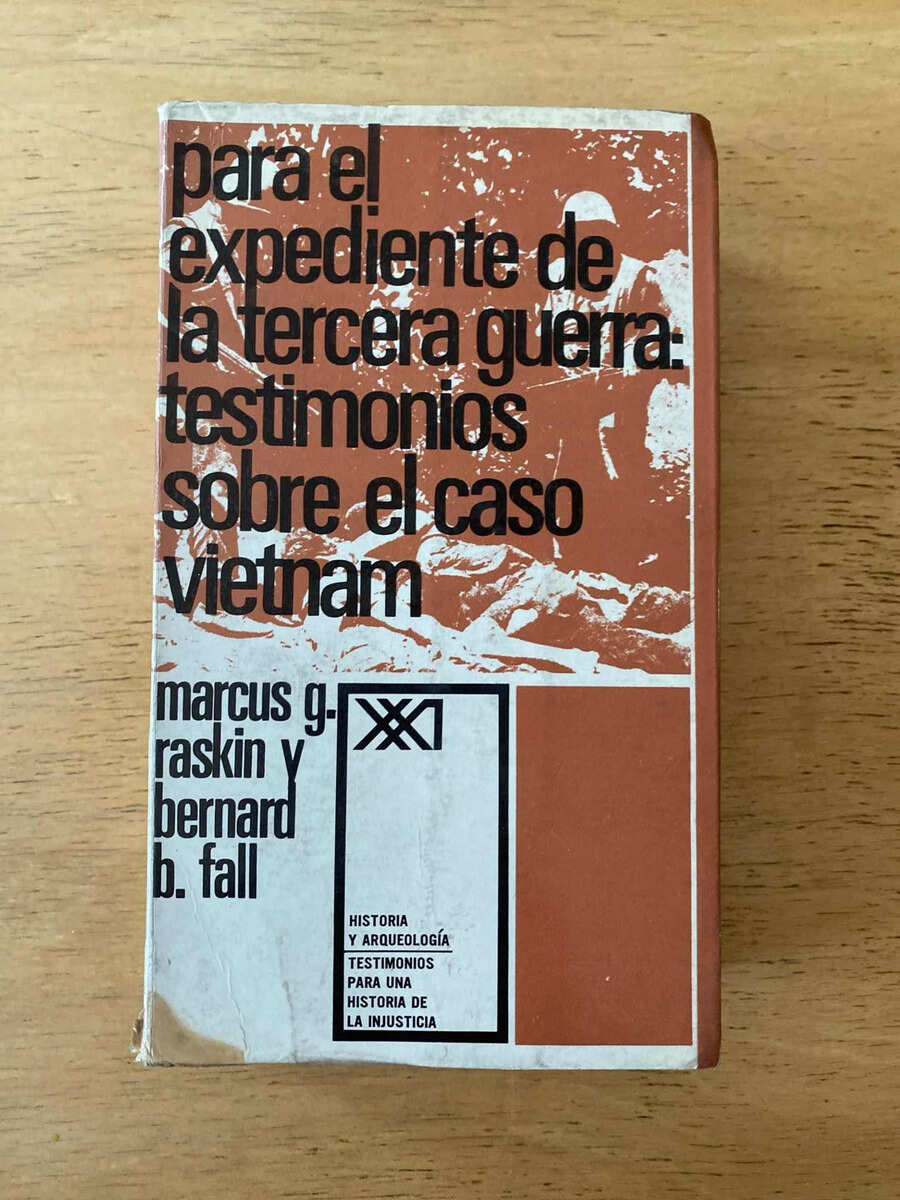 para el
expediente de
la tercera guerra:
testimonios
sobre el caso
vietnam
marcus g.
raskin y
bernard
b. fall
XXI
HISTORIA
Y ARQUEOLOGÍA
TESTIMONIOS
PARA UNA
HISTORIA DE
LA INJUSTICIA